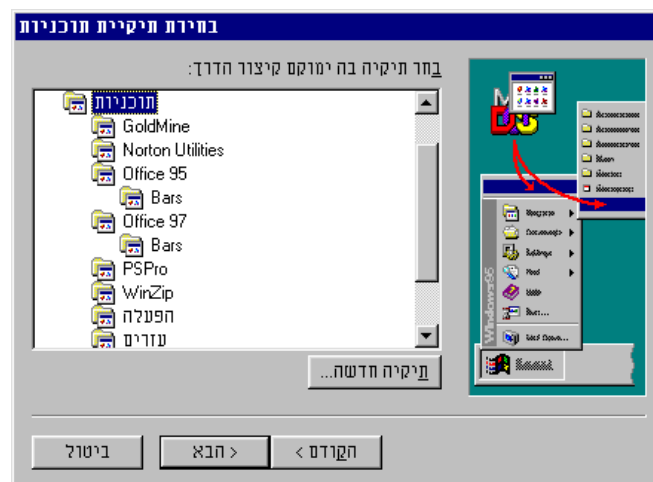 בחירת תיקיית תוכניות
בחר תיקיה בה ימוקם קיצור הדרך:
תוכניות
GoldMine
Norton Utilities
Office 95
Bars
Office 97
Bars
PSPro
WinZip
הפעלה
עזרים
תיקיה חדשה...
Windows95
הקודם >
< הבא
ביטול